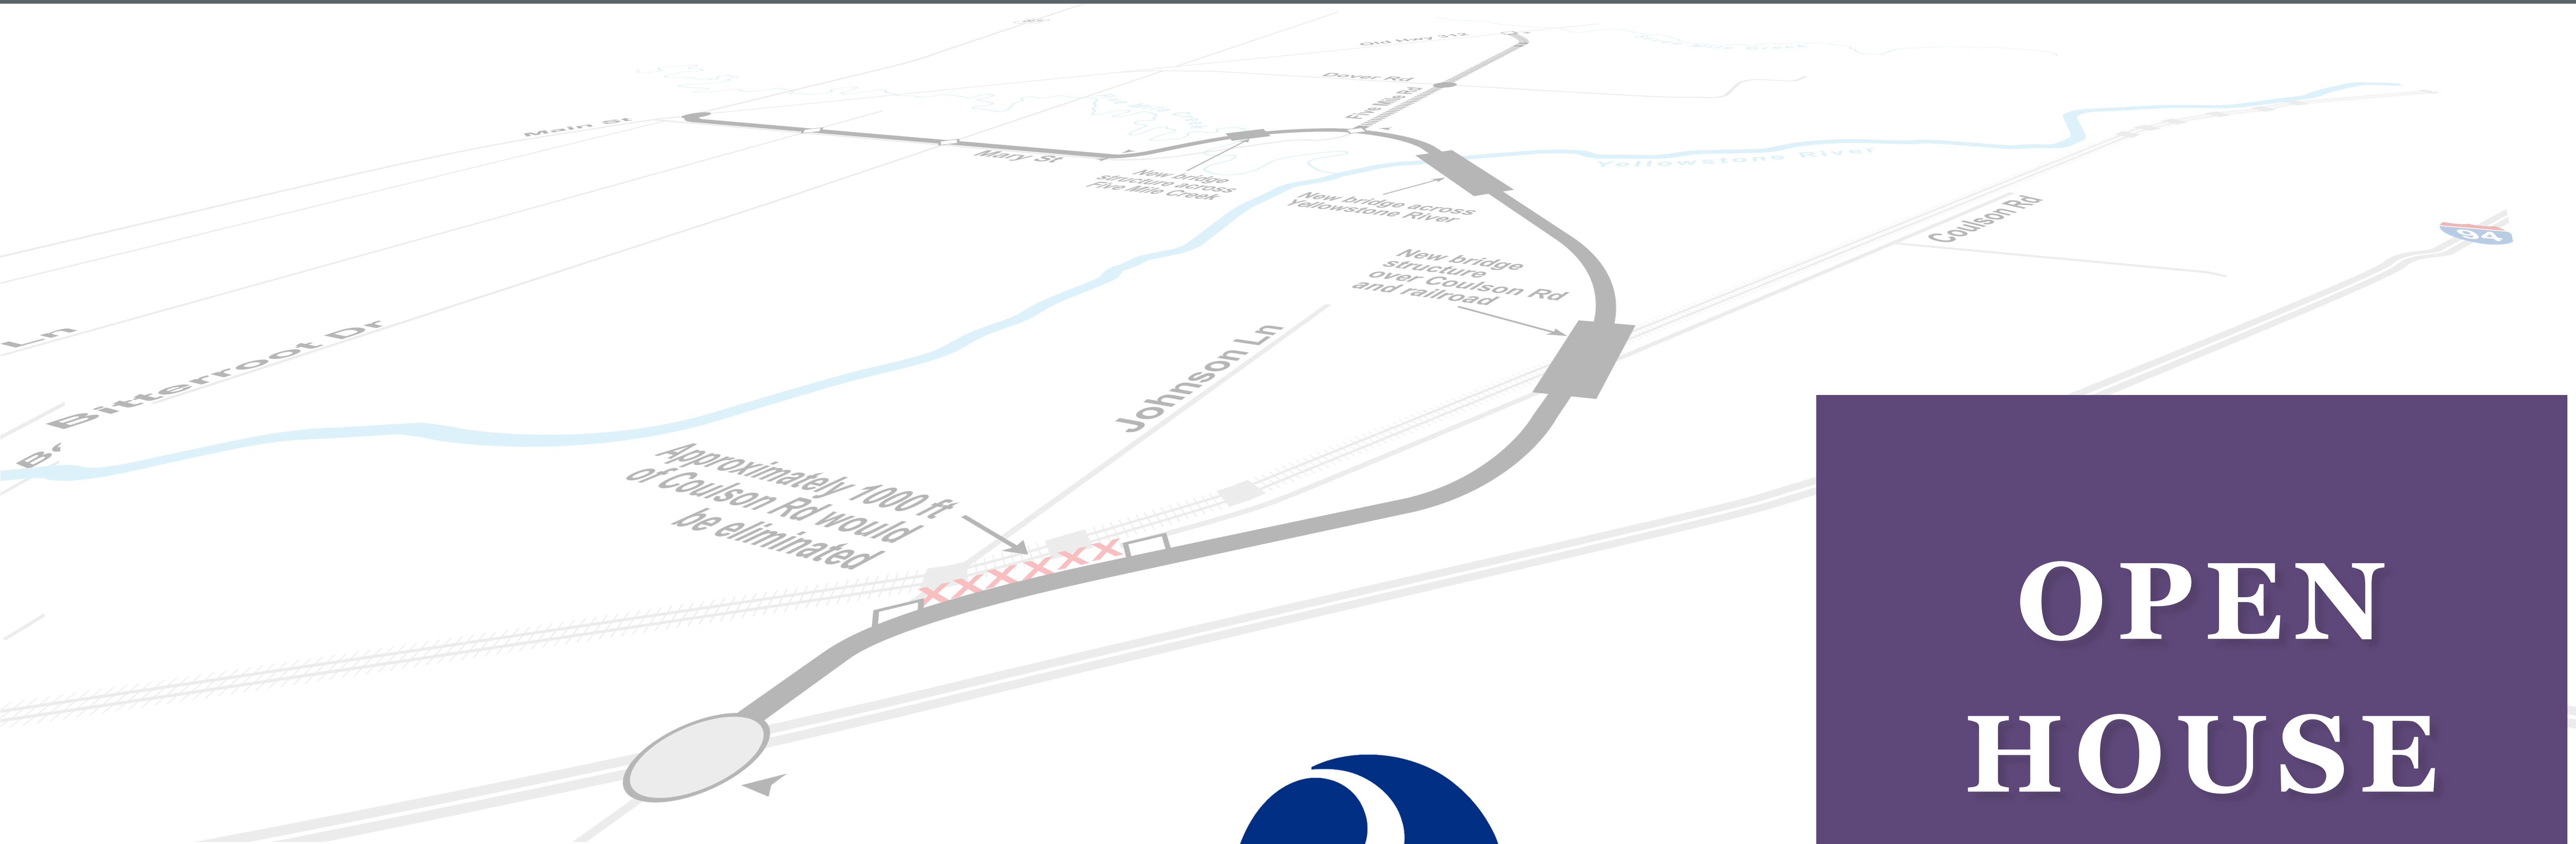 Old Hwy 312
Dover Rd
Five Mile Rd
Main St
Mary St
New bridge
structure across
Five Mile Creek
New bridge across
Yellowstone River
Yellowstone River
Coulson Rd
94
New bridge
structure
over Coulson Rd
and railroad
Ln
Bitterroot Dr
Johnson Ln
Approximately 1000 ft
of Coulson Rd would
be eliminated
OPEN
HOUSE